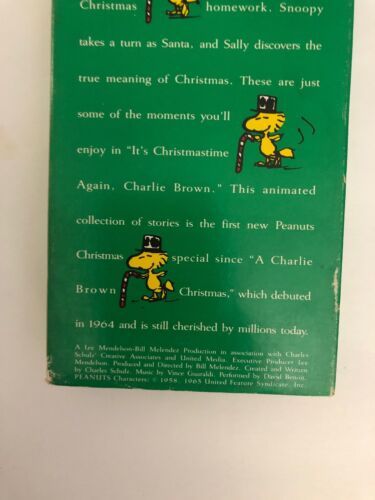 Christmas homework, Snoopy
takes a turn as Santa, and Sally discovers the
true meaning of Christmas. These are just
some of the moments you'll
enjoy in "It's Christmastime
Again, Charlie Brown." This animated
collection of stories is the first new Peanuts
Christmas special since "A Charlie
Brown Christmas," which debuted
in 1964 and is still cherished by millions today.
A Lee Mendelson-Bill Melendez Production in association with Charles
Schulz' Creative Associates and United Media. Executive Producer Lee
Mendelson. Produced and Directed by Bill Melendez. Created and Written
by Charles Schulz. Music by Vince Guaraldi. Performed by David Benoit.
PEANUTS Characters: © 1958, 1965 United Feature Syndicate, Inc.